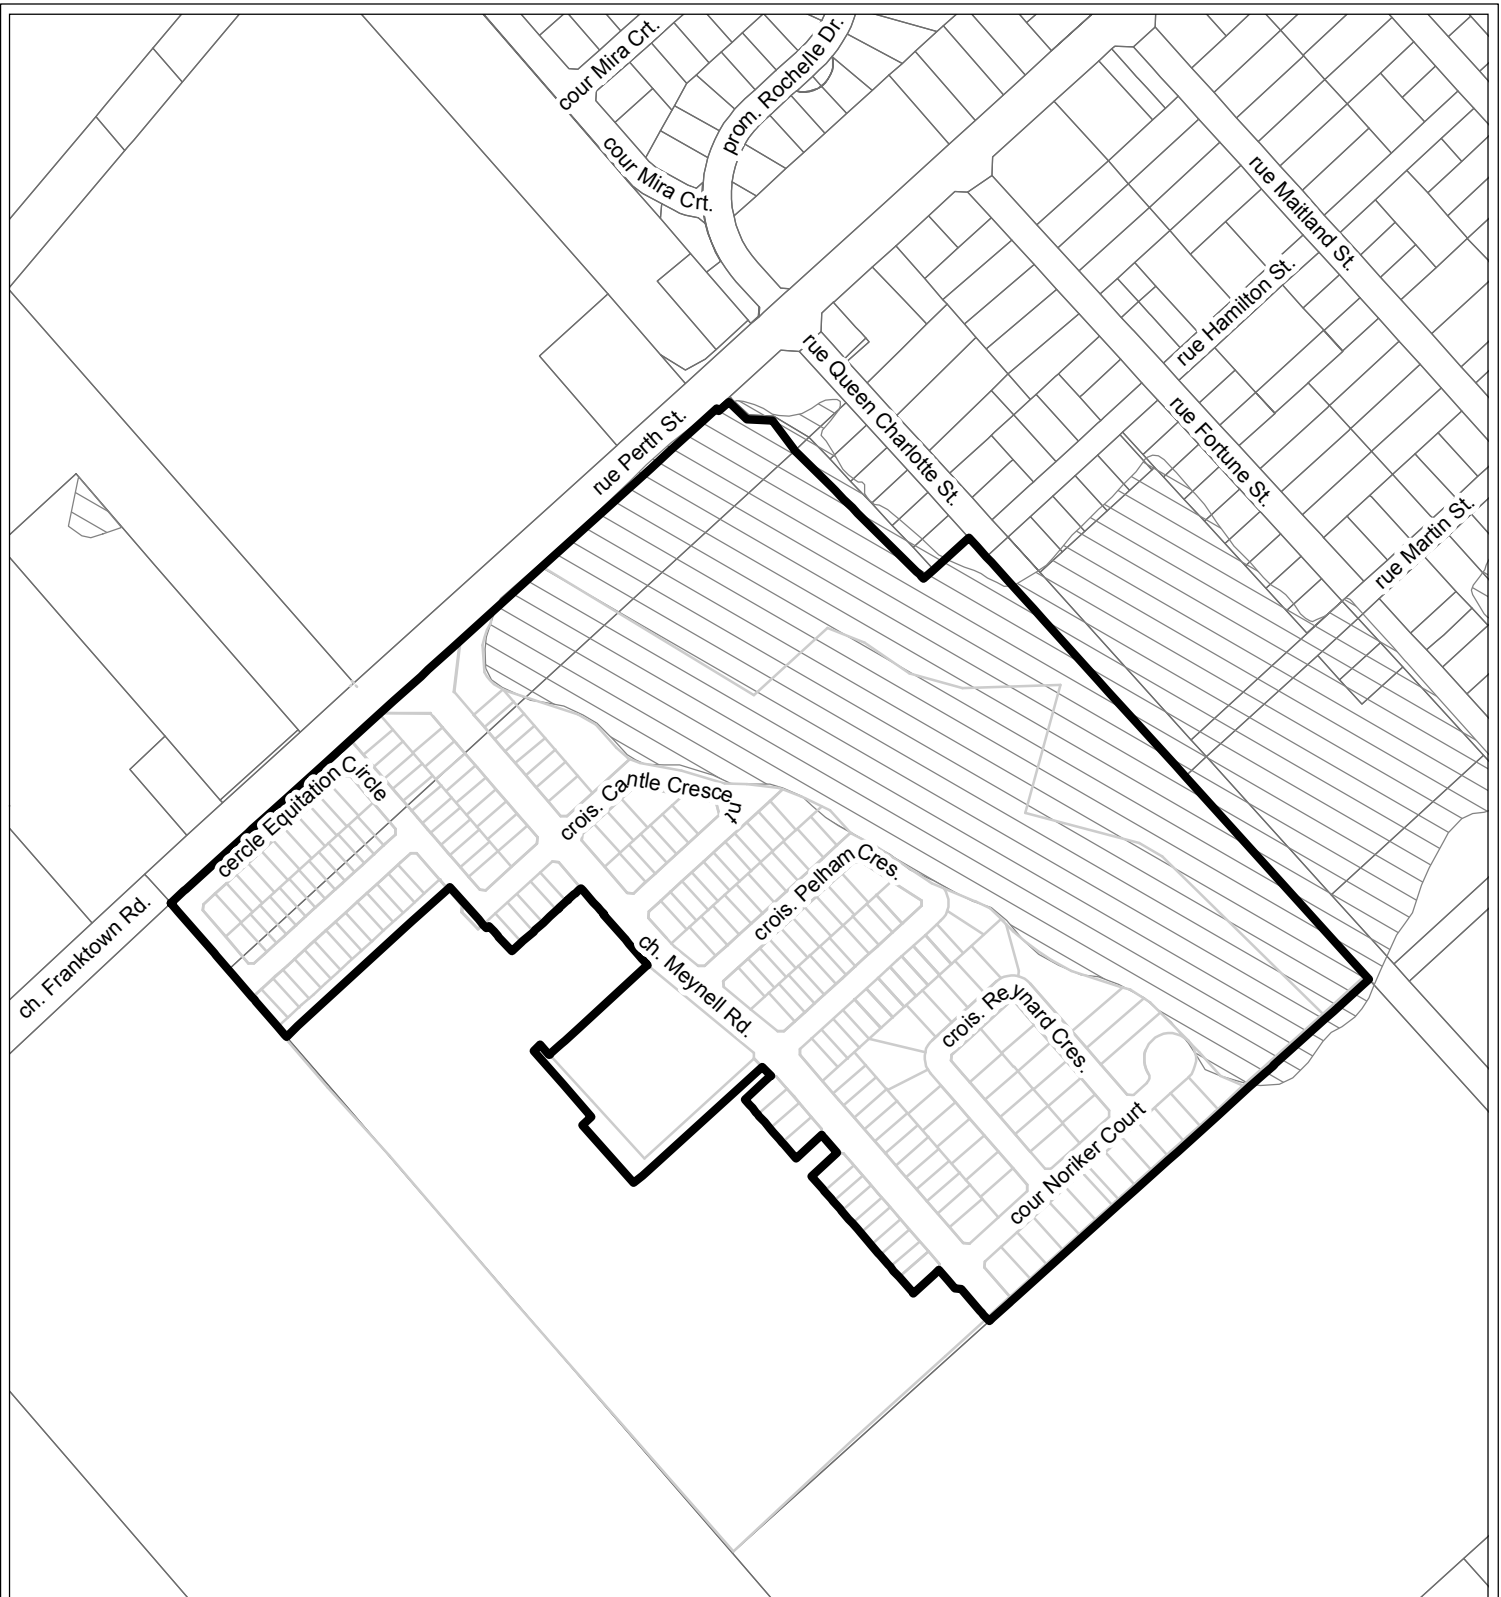 cour Mira Crt.
prom. Rochelle Dr.
cour Mira Crt.
rue Maitland St.
rue Hamilton St.
rue Queen Charlotte St.
rue Fortune St.
rue Perth St.
rue Martin St.
cercle Equitation Circle
crois. Cantle Crescent
crois. Pelham Cres.
ch. Franktown Rd.
ch. Meynell Rd.
crois. Reynard Cres.
cour Noriker Court